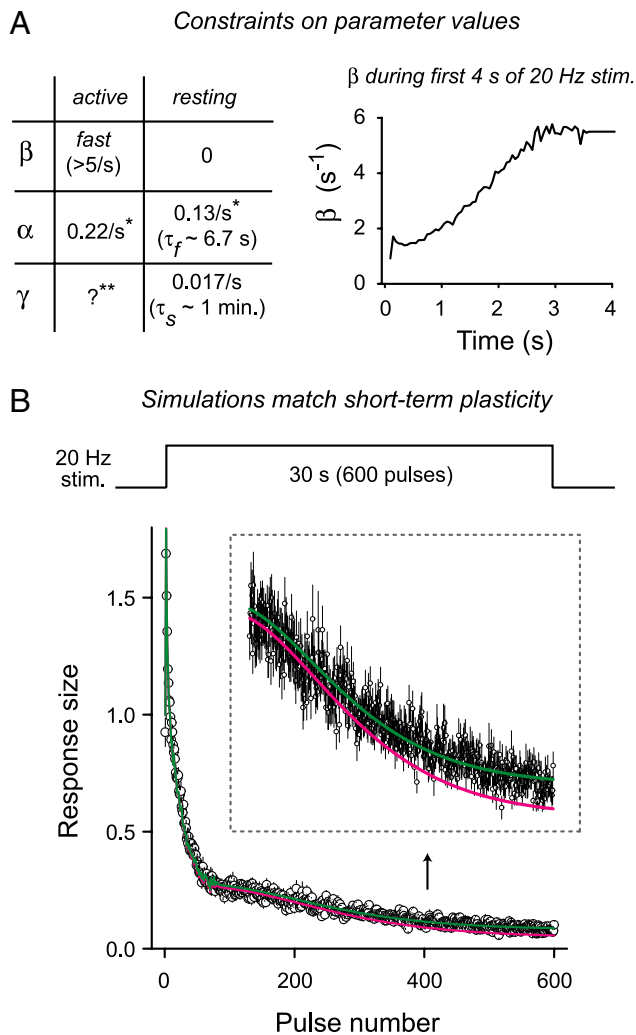 A
Constraints on parameter values
active resting
β fast (>5/s) 0
α 0.22/s* 0.13/s* (τf ~ 6.7 s)
γ ?** 0.017/s (τs ~ 1 min.)
β during first 4 s of 20 Hz stim.
β (s-1)
6
4
2
0
0 1 2 3 4
Time (s)
B
Simulations match short-term plasticity
20 Hz stim.
30 s (600 pulses)
Response size
1.5
1.0
0.5
0.0
0 200 400 600
Pulse number